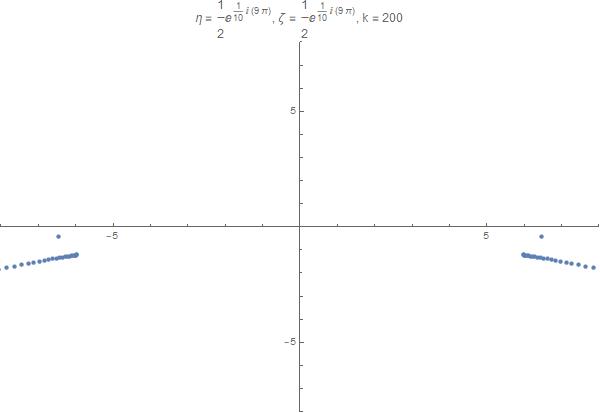 η = 1/2 e^(1/10 i (9 π)), ζ = 1/2 e^(1/10 i (9 π)), k = 200
5
-5 5
-5